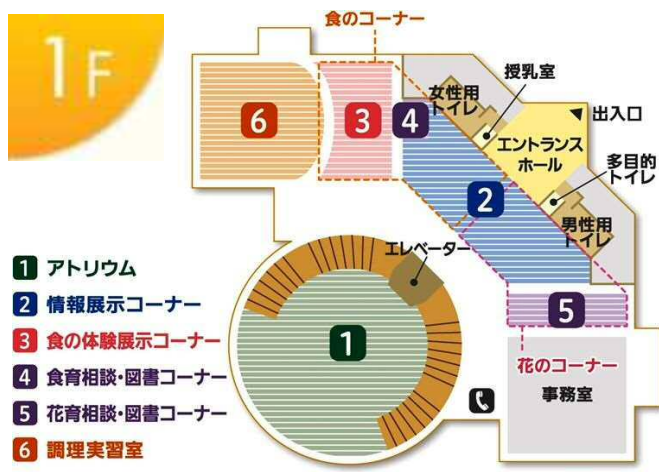 1F
食のコーナー
授乳室
女性用
トイレ
出入口
エントランス
ホール
多目的
トイレ
男性用
トイレ
6
3
4
2
エレベーター
1
5
花のコーナー
事務室
1 アトリウム
2 情報展示コーナー
3 食の体験展示コーナー
4 食育相談・図書コーナー
5 花育相談・図書コーナー
6 調理実習室